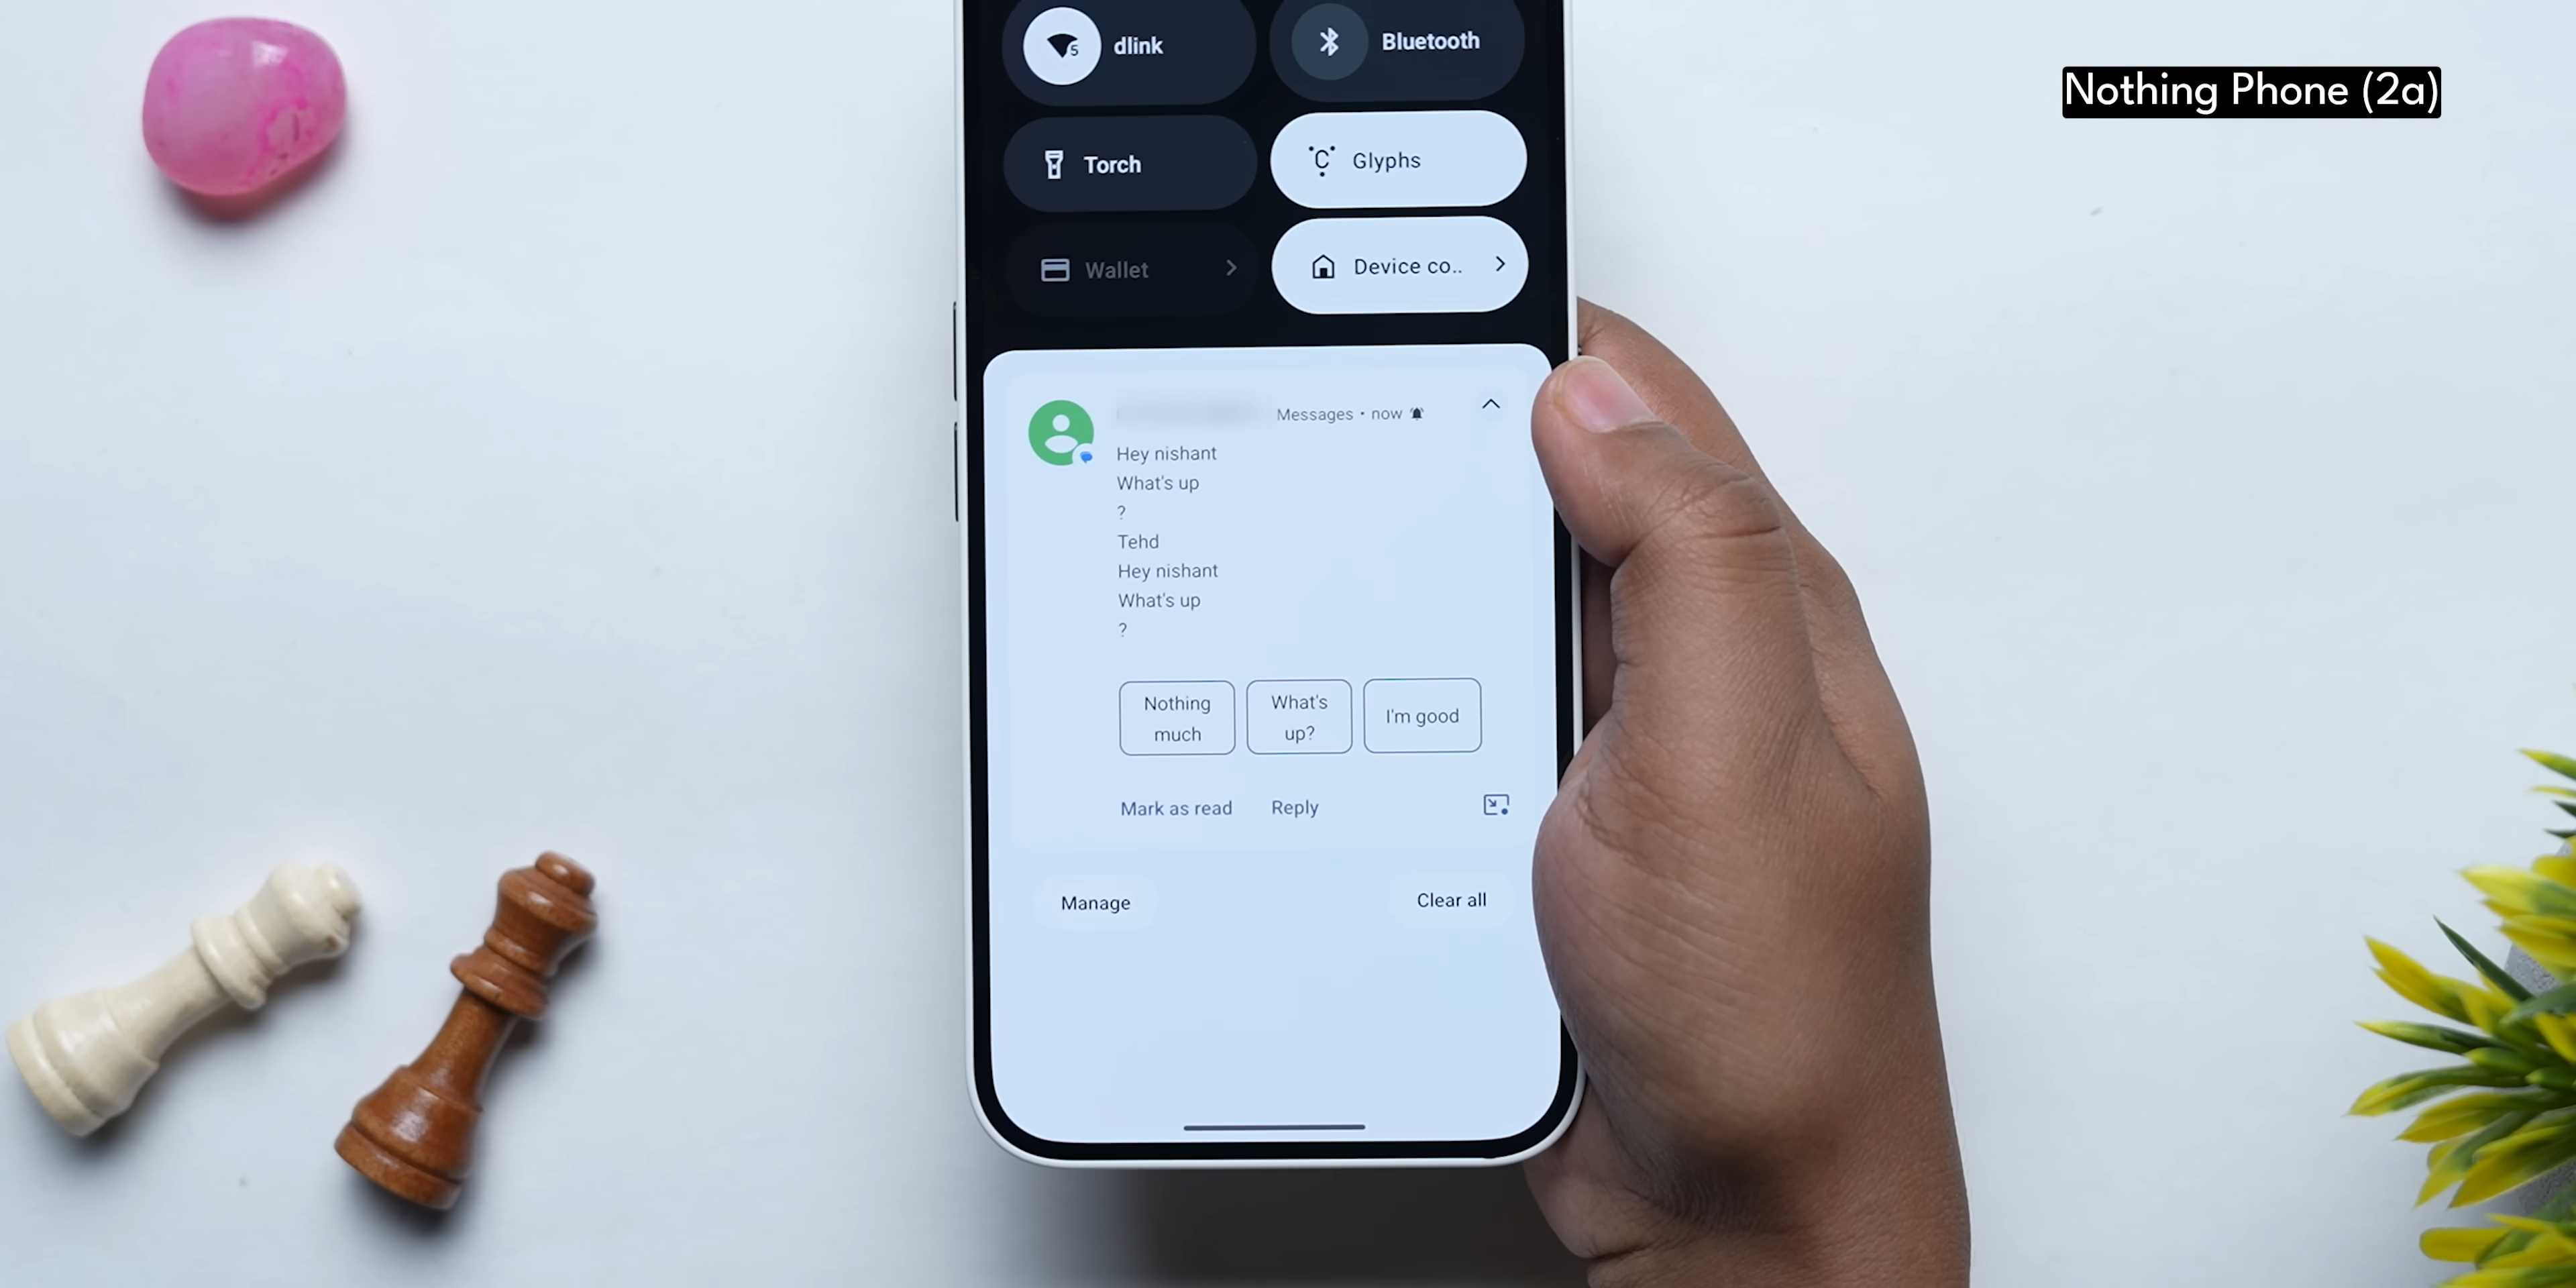 Nothing Phone (2a)
dlink
Bluetooth
Torch
Glyphs
Wallet
Device co..
Messages • now
Hey nishant
What's up
?
Tehd
Hey nishant
What's up
?
Nothing
much
What's
up?
I'm good
Mark as read
Reply
Manage
Clear all